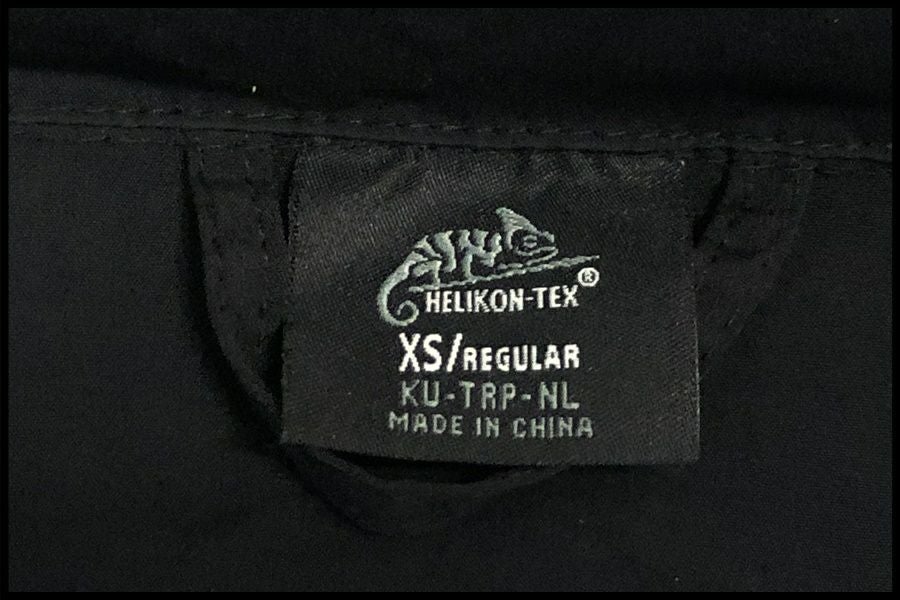 HELIKON-TEX®
XS/REGULAR
KU-TRP-NL
MADE IN CHINA